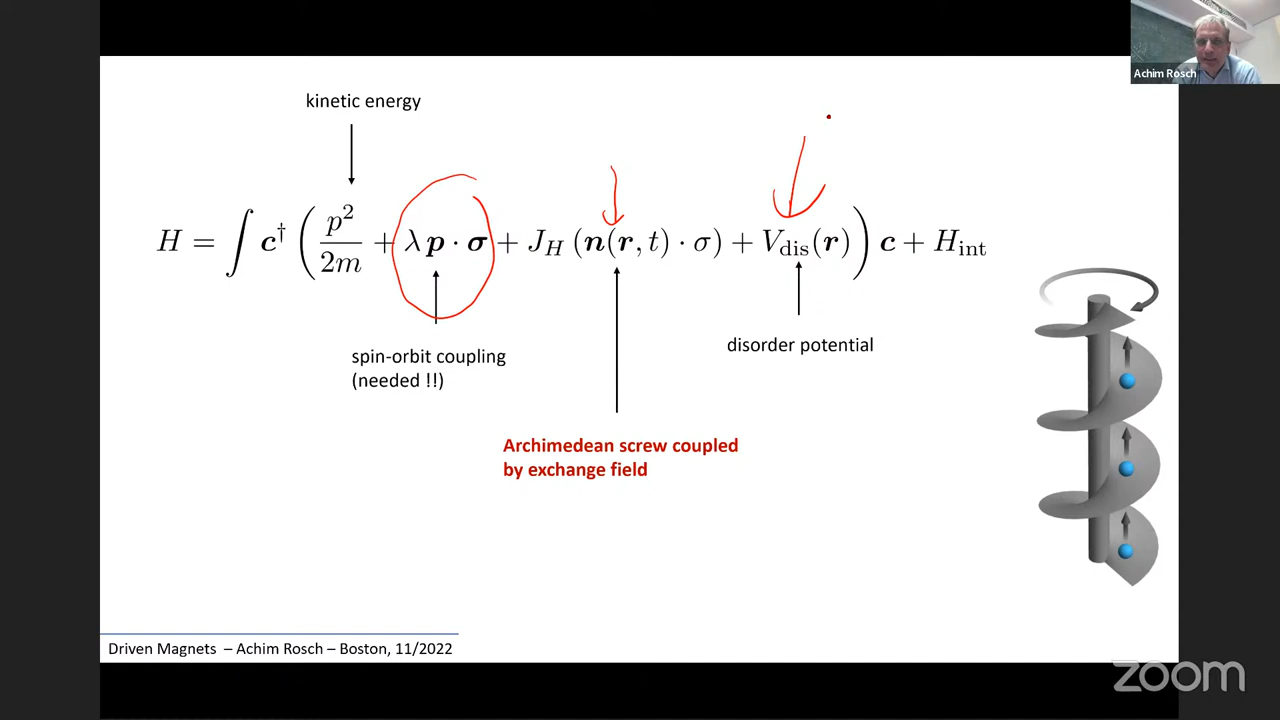 Achim Rosch
kinetic energy
H = ∫ c† ( p²/2m + λ p · σ + J_H (n(r, t) · σ) + V_dis(r) ) c + H_int
spin-orbit coupling
(needed !!)
disorder potential
Archimedean screw coupled
by exchange field
Driven Magnets – Achim Rosch – Boston, 11/2022
zoom